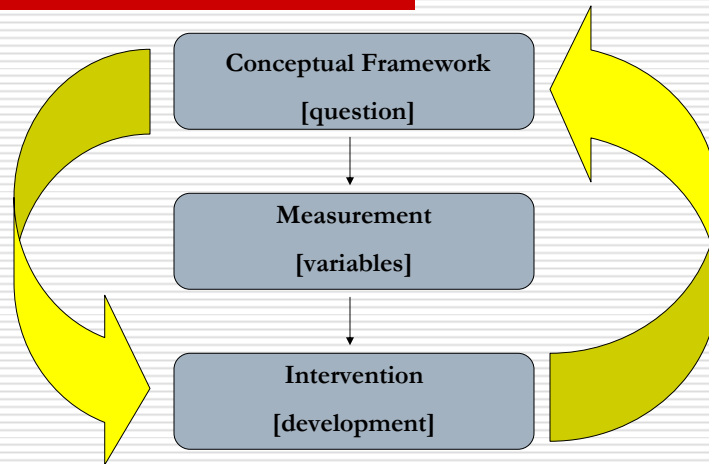 Conceptual Framework
[question]
Measurement
[variables]
Intervention
[development]